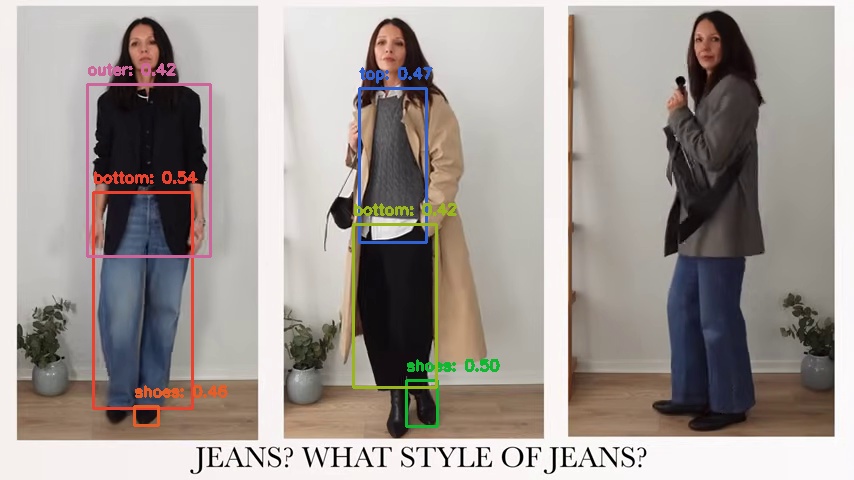 outer: 0.42
top: 0.47
bottom: 0.54
bottom: 0.42
shoes: 0.46
shoes: 0.50
JEANS? WHAT STYLE OF JEANS?